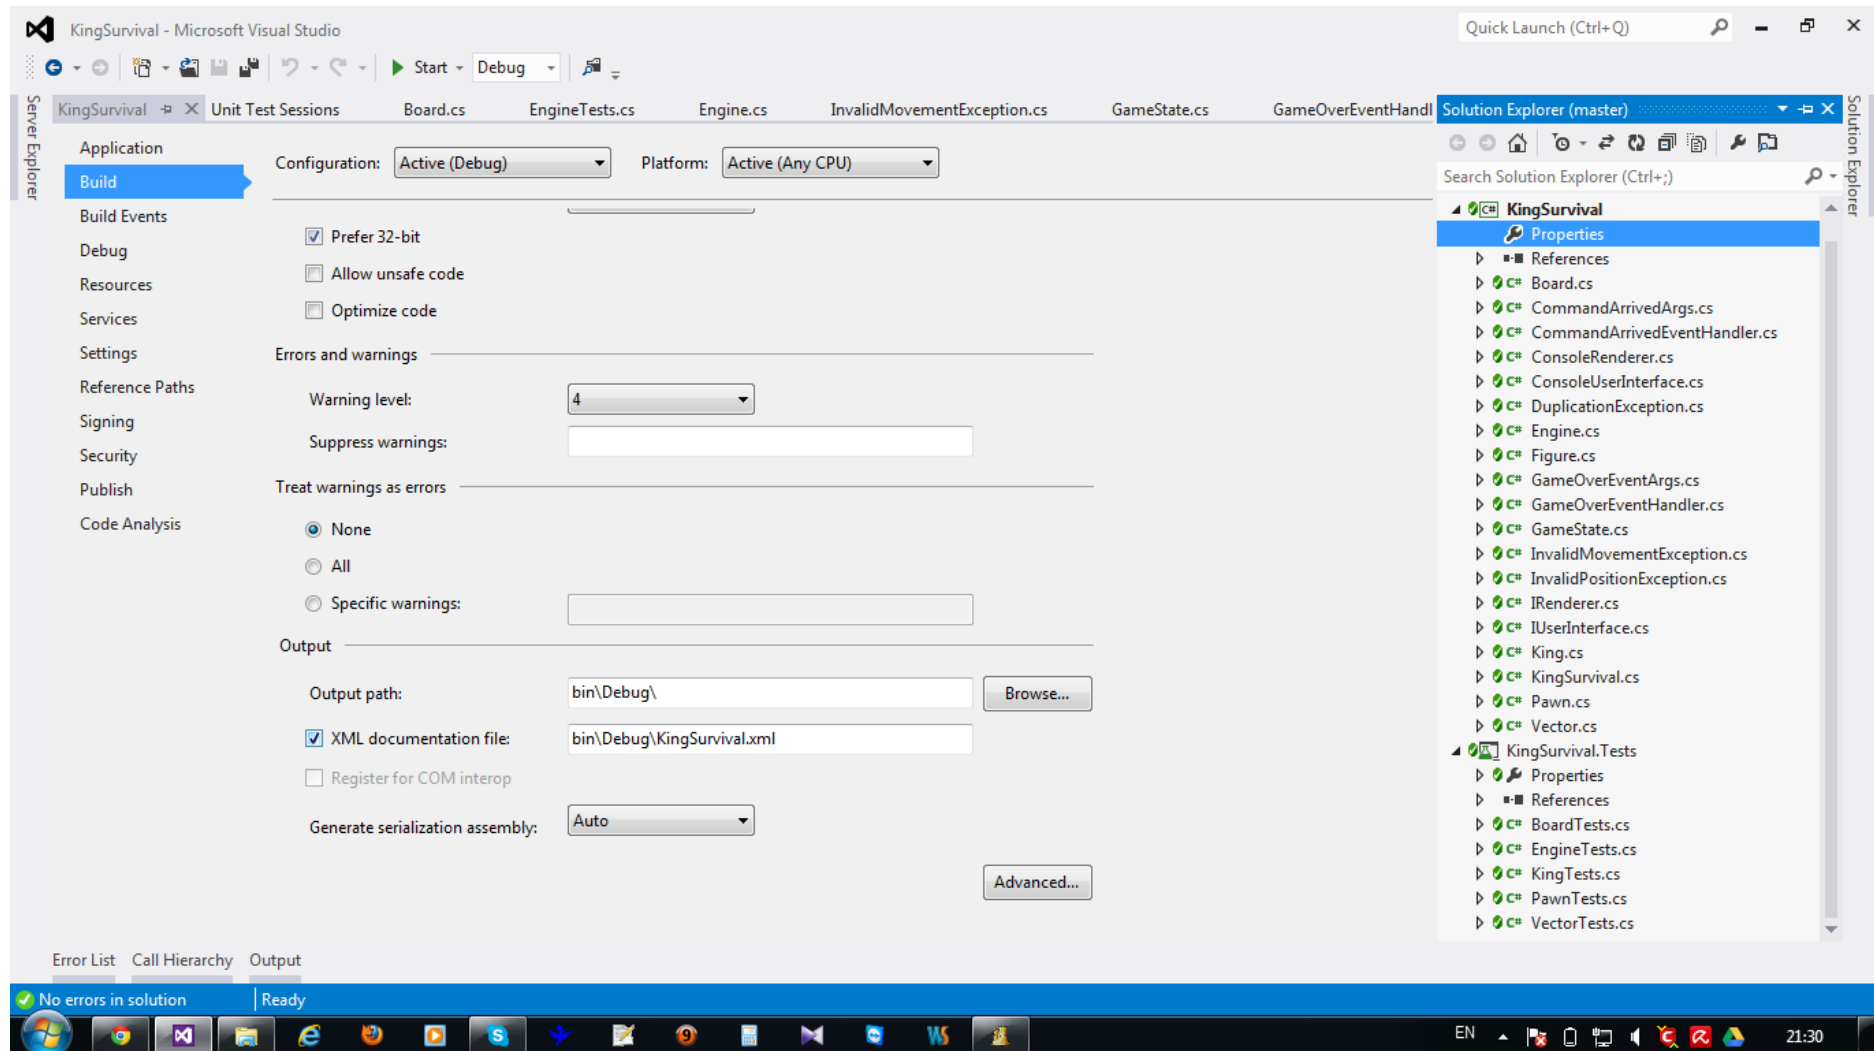 KingSurvival - Microsoft Visual Studio
Quick Launch (Ctrl+Q)
Start
Debug
Server Explorer
KingSurvival
Unit Test Sessions
Board.cs
EngineTests.cs
Engine.cs
InvalidMovementException.cs
GameState.cs
GameOverEventHandl
Application
Build
Build Events
Debug
Resources
Services
Settings
Reference Paths
Signing
Security
Publish
Code Analysis
Configuration: Active (Debug)
Platform: Active (Any CPU)
Prefer 32-bit
Allow unsafe code
Optimize code
Errors and warnings
Warning level: 4
Suppress warnings:
Treat warnings as errors
None
All
Specific warnings:
Output
Output path: bin\Debug\
Browse...
XML documentation file: bin\Debug\KingSurvival.xml
Register for COM interop
Generate serialization assembly: Auto
Advanced...
Solution Explorer (master)
Search Solution Explorer (Ctrl+;)
C# KingSurvival
Properties
References
C# Board.cs
C# CommandArrivedArgs.cs
C# CommandArrivedEventHandler.cs
C# ConsoleRenderer.cs
C# ConsoleUserInterface.cs
C# DuplicationException.cs
C# Engine.cs
C# Figure.cs
C# GameOverEventArgs.cs
C# GameOverEventHandler.cs
C# GameState.cs
C# InvalidMovementException.cs
C# InvalidPositionException.cs
C# IRenderer.cs
C# IUserInterface.cs
C# King.cs
C# KingSurvival.cs
C# Pawn.cs
C# Vector.cs
KingSurvival.Tests
Properties
References
C# BoardTests.cs
C# EngineTests.cs
C# KingTests.cs
C# PawnTests.cs
C# VectorTests.cs
Solution Explorer
Error List
Call Hierarchy
Output
No errors in solution
Ready
EN
21:30